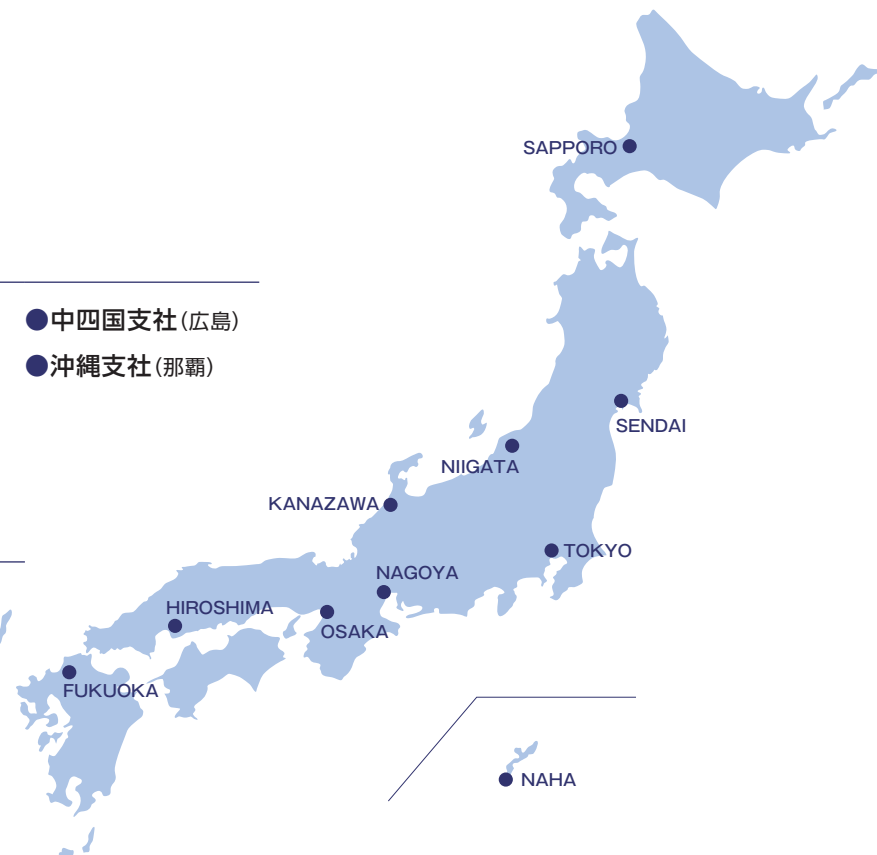 SAPPORO
●中四国支社(広島)
●沖縄支社(那覇)
SENDAI
NIIGATA
KANAZAWA
TOKYO
NAGOYA
HIROSHIMA
OSAKA
FUKUOKA
NAHA